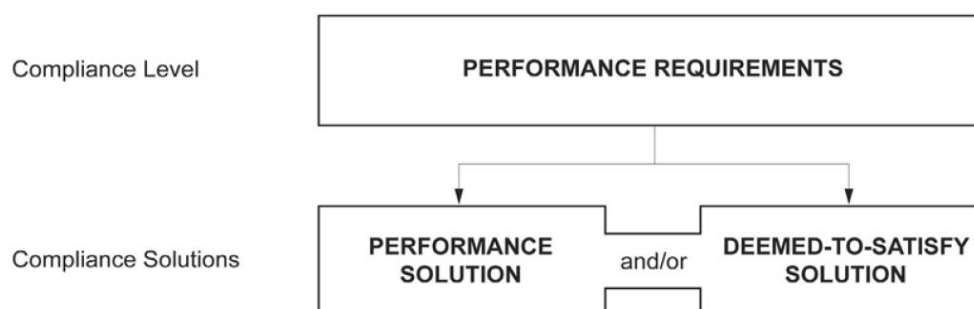 Compliance Level
PERFORMANCE REQUIREMENTS
Compliance Solutions
PERFORMANCE
SOLUTION
and/or
DEEMED-TO-SATISFY
SOLUTION